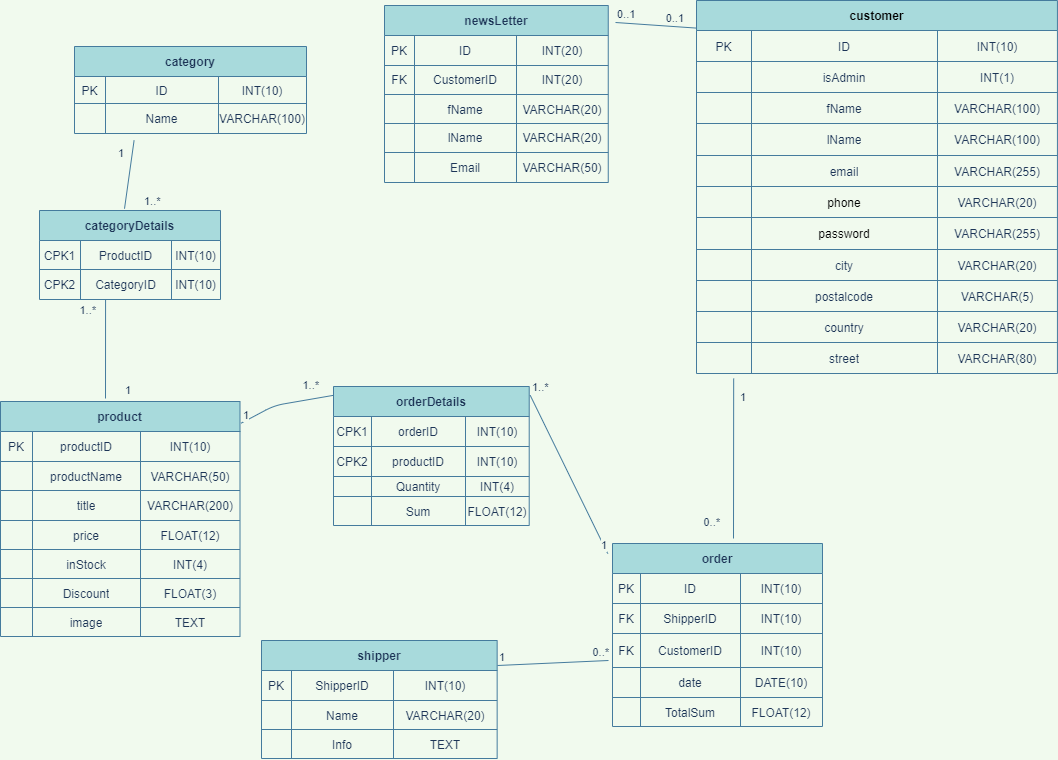 newsLetter
PK ID INT(20)
FK CustomerID INT(20)
fName VARCHAR(20)
lName VARCHAR(20)
Email VARCHAR(50)
0..1
0..1
customer
PK ID INT(10)
isAdmin INT(1)
fName VARCHAR(100)
lName VARCHAR(100)
email VARCHAR(255)
phone VARCHAR(20)
password VARCHAR(255)
city VARCHAR(20)
postalcode VARCHAR(5)
country VARCHAR(20)
street VARCHAR(80)
category
PK ID INT(10)
Name VARCHAR(100)
1
1..*
categoryDetails
CPK1 ProductID INT(10)
CPK2 CategoryID INT(10)
1..*
1
product
PK productID INT(10)
productName VARCHAR(50)
title VARCHAR(200)
price FLOAT(12)
inStock INT(4)
Discount FLOAT(3)
image TEXT
1
1..*
orderDetails
CPK1 orderID INT(10)
CPK2 productID INT(10)
Quantity INT(4)
Sum FLOAT(12)
1..*
1
1
0..*
order
PK ID INT(10)
FK ShipperID INT(10)
FK CustomerID INT(10)
date DATE(10)
TotalSum FLOAT(12)
shipper
PK ShipperID INT(10)
Name VARCHAR(20)
Info TEXT
1
0..*